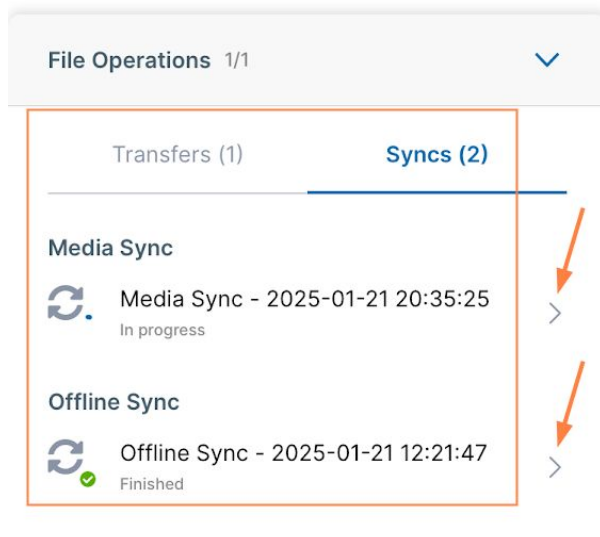 File Operations 1/1
Transfers (1) Syncs (2)
Media Sync
Media Sync - 2025-01-21 20:35:25
In progress
Offline Sync
Offline Sync - 2025-01-21 12:21:47
Finished